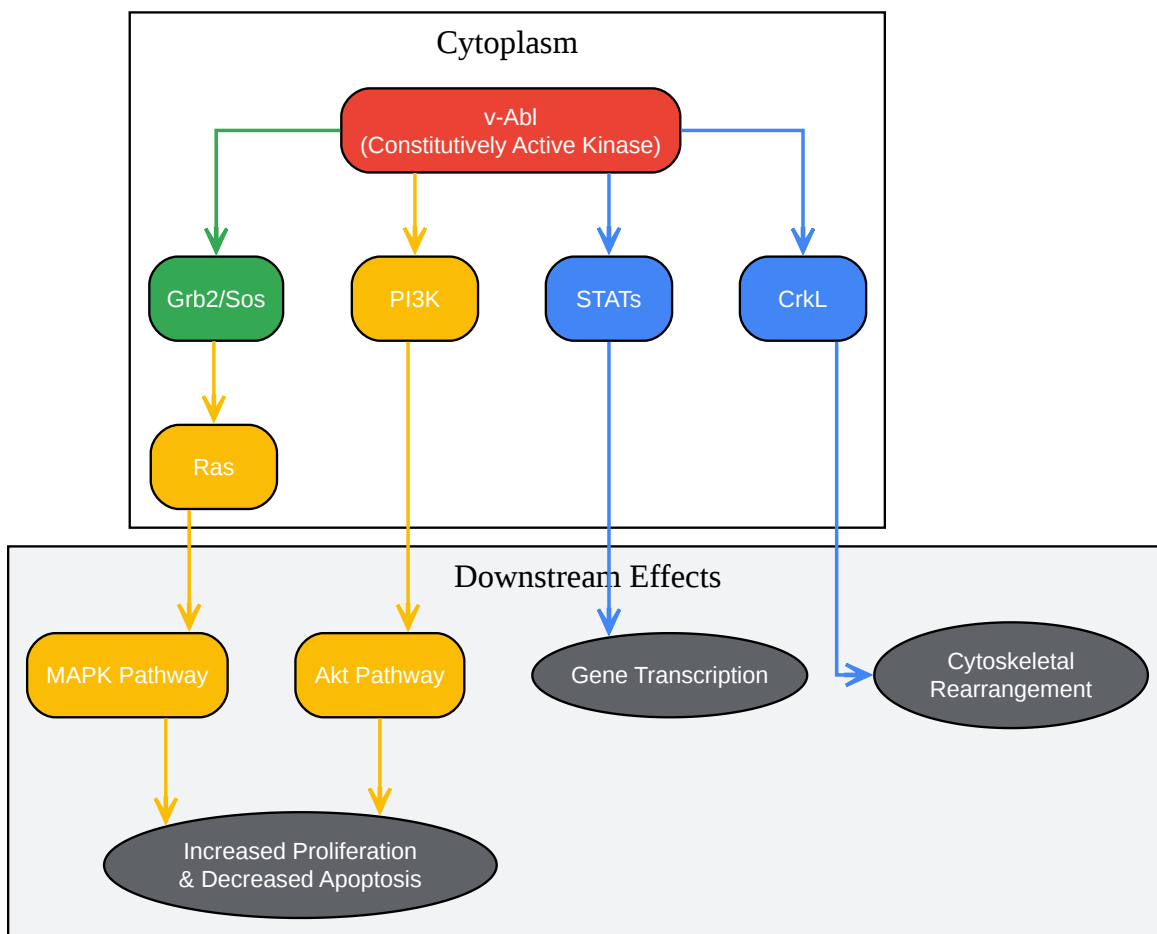 Cytoplasm
v-Abl
(Constitutively Active Kinase)
Grb2/Sos
PI3K
STATs
CrkL
Ras
Downstream Effects
MAPK Pathway
Akt Pathway
Gene Transcription
Cytoskeletal
Rearrangement
Increased Proliferation
& Decreased Apoptosis